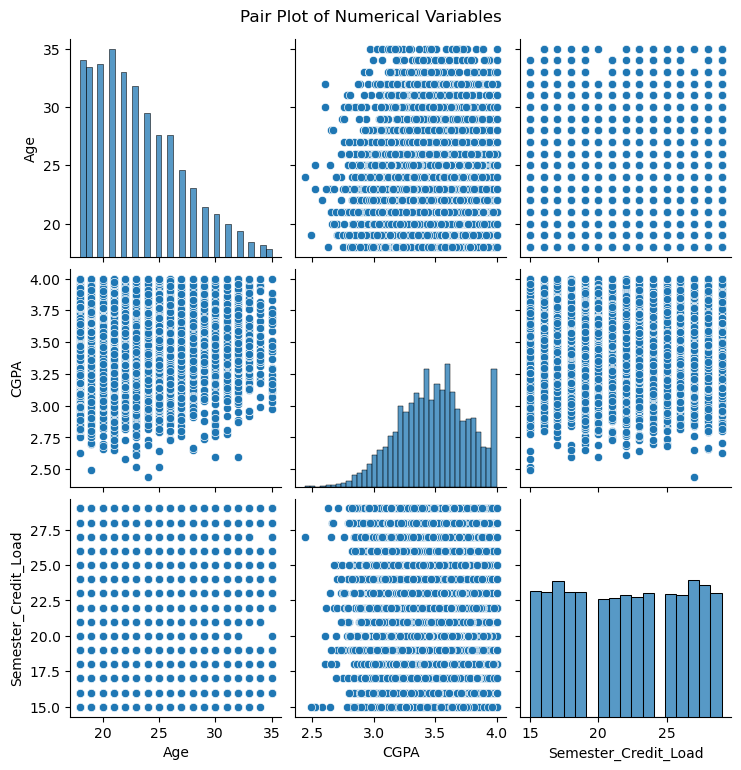 Pair Plot of Numerical Variables
35
30
25
20
Age
4.00
3.75
3.50
3.25
3.00
2.75
2.50
CGPA
27.5
25.0
22.5
20.0
17.5
15.0
Semester_Credit_Load
20 25 30 35
2.5 3.0 3.5 4.0
15 20 25
Age CGPA Semester_Credit_Load